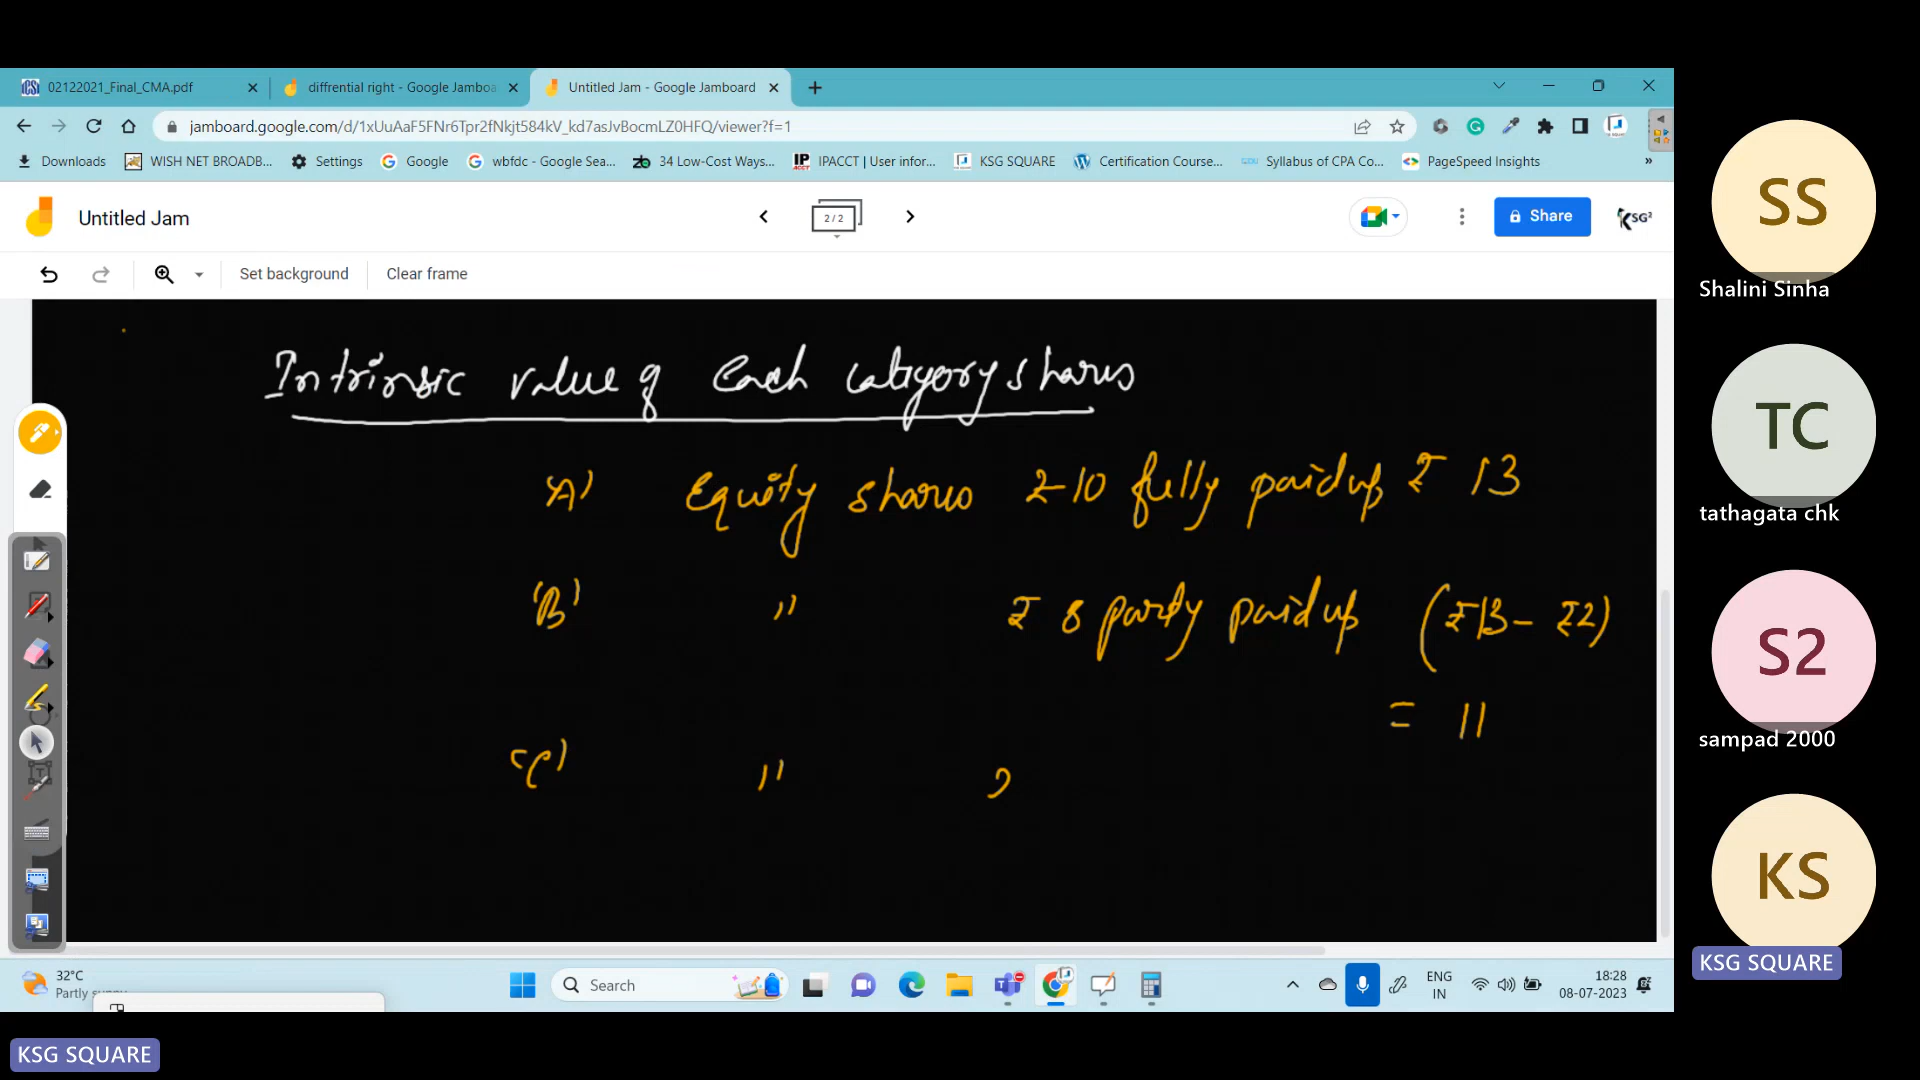 02122021_Final_CMA.pdf
diffrential right - Google Jamboa
Untitled Jam - Google Jamboard
jamboard.google.com/d/1xUuAaF5FNr6Tpr2fNkjt584kV_kd7asJvBocmLZ0HFQ/viewer?f=1
Downloads
WISH NET BROADB...
Settings
Google
wbfdc - Google Sea...
34 Low-Cost Ways...
IPACCT | User infor...
KSG SQUARE
Certification Course...
Syllabus of CPA Co...
PageSpeed Insights
»
Untitled Jam
2 / 2
Share
KSG²
Set background
Clear frame
Intrinsic value of Each category shares
'A' Equity shares ₹10 fully paidup ₹ 13
'B' " ₹ 8 partly paidup (₹13 - ₹2)
= 11
'C' "
SS
Shalini Sinha
TC
tathagata chk
S2
sampad 2000
KS
KSG SQUARE
32°C
Partly sunny
Search
ENG
IN
18:28
08-07-2023
KSG SQUARE